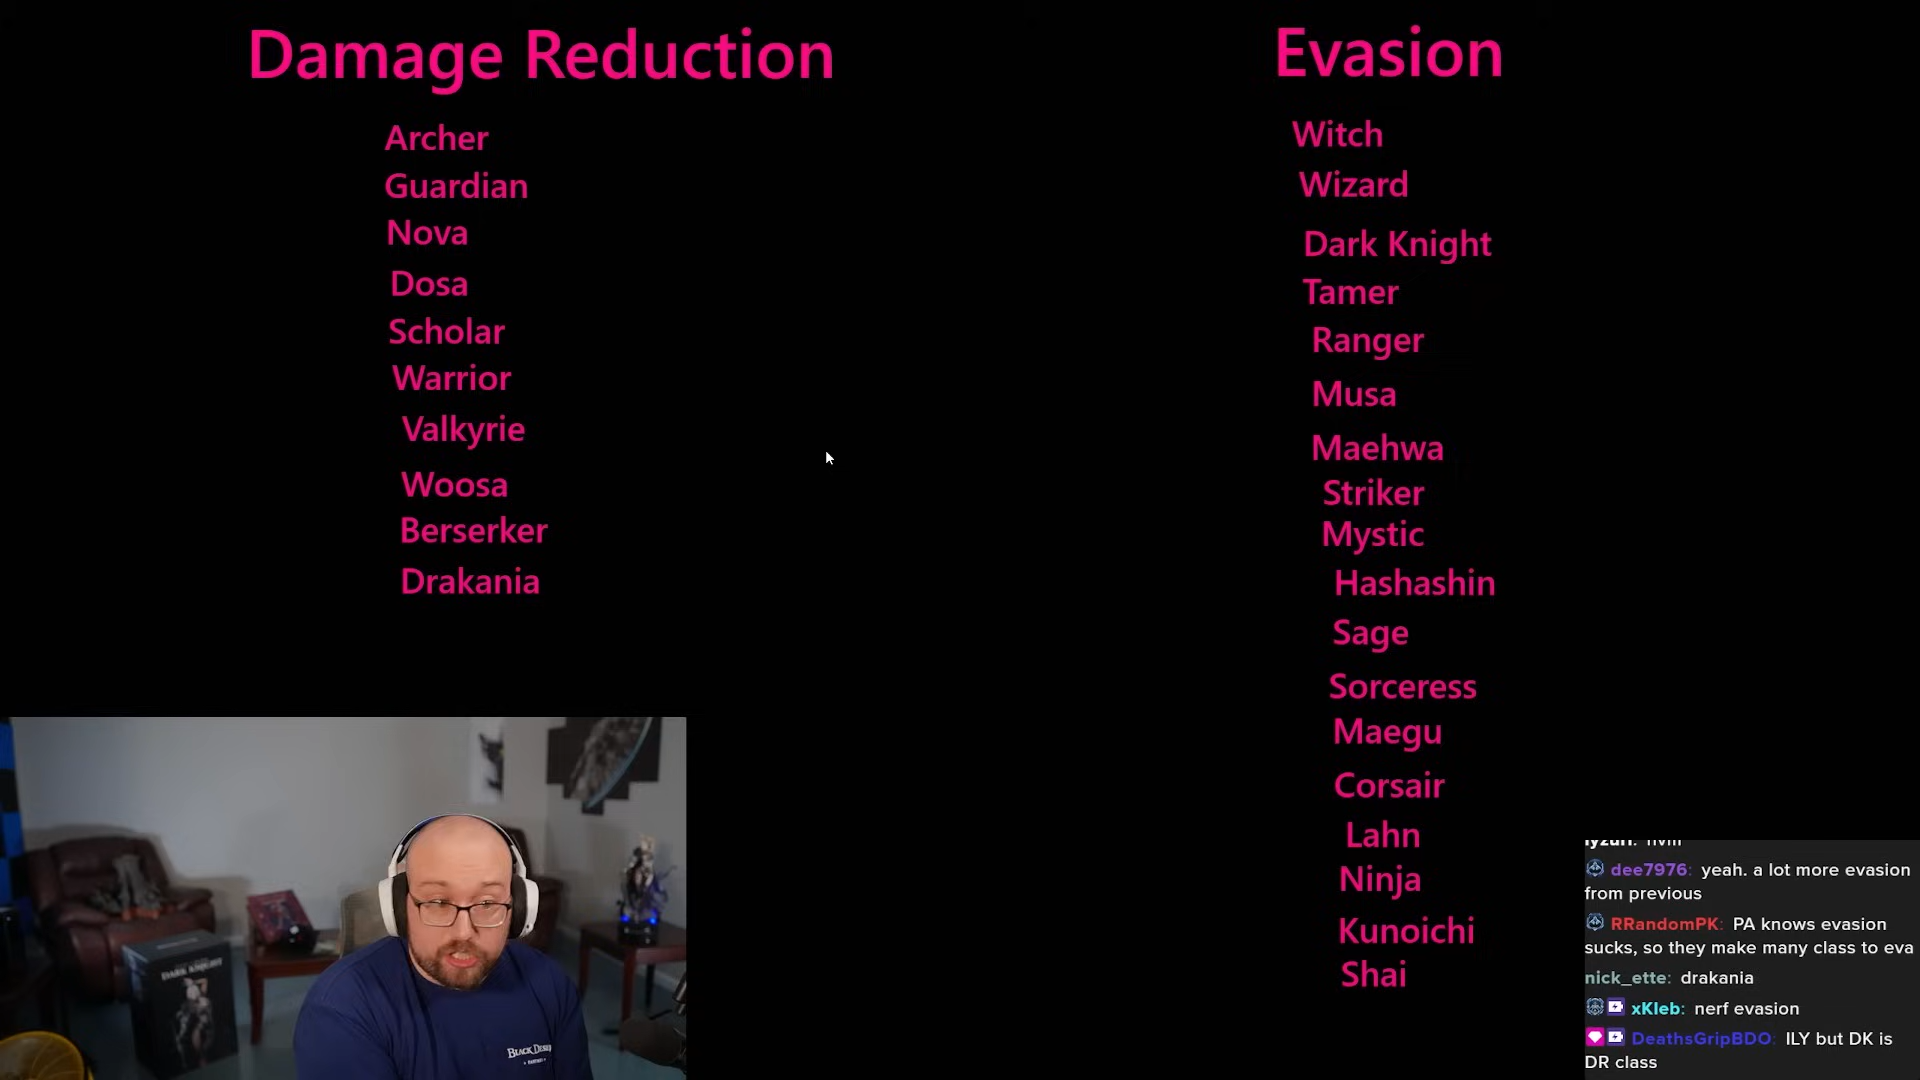 Damage Reduction
Archer
Guardian
Nova
Dosa
Scholar
Warrior
Valkyrie
Woosa
Berserker
Drakania
Evasion
Witch
Wizard
Dark Knight
Tamer
Ranger
Musa
Maehwa
Striker
Mystic
Hashashin
Sage
Sorceress
Maegu
Corsair
Lahn
Ninja
Kunoichi
Shai
dee7976: yeah. a lot more evasion
from previous
RRandomPK: PA knows evasion
sucks, so they make many class to eva
nick_ette: drakania
xKleb: nerf evasion
DeathsGripBDO: ILY but DK is
DR class
DARK KNIGHT